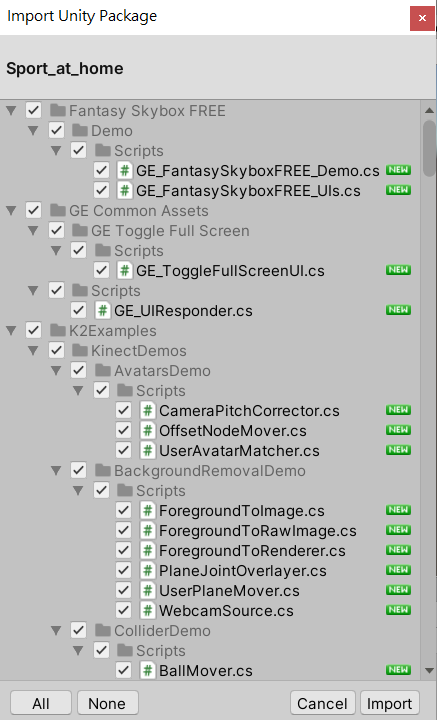 Import Unity Package
Sport_at_home
Fantasy Skybox FREE
Demo
Scripts
GE_FantasySkyboxFREE_Demo.cs NEW
GE_FantasySkyboxFREE_UIs.cs NEW
GE Common Assets
GE Toggle Full Screen
Scripts
GE_ToggleFullScreenUI.cs NEW
Scripts
GE_UIResponder.cs NEW
K2Examples
KinectDemos
AvatarsDemo
Scripts
CameraPitchCorrector.cs NEW
OffsetNodeMover.cs NEW
UserAvatarMatcher.cs NEW
BackgroundRemovalDemo
Scripts
ForegroundToImage.cs NEW
ForegroundToRawImage.cs NEW
ForegroundToRenderer.cs NEW
PlaneJointOverlayer.cs NEW
UserPlaneMover.cs NEW
WebcamSource.cs NEW
ColliderDemo
Scripts
BallMover.cs NEW
All None Cancel Import